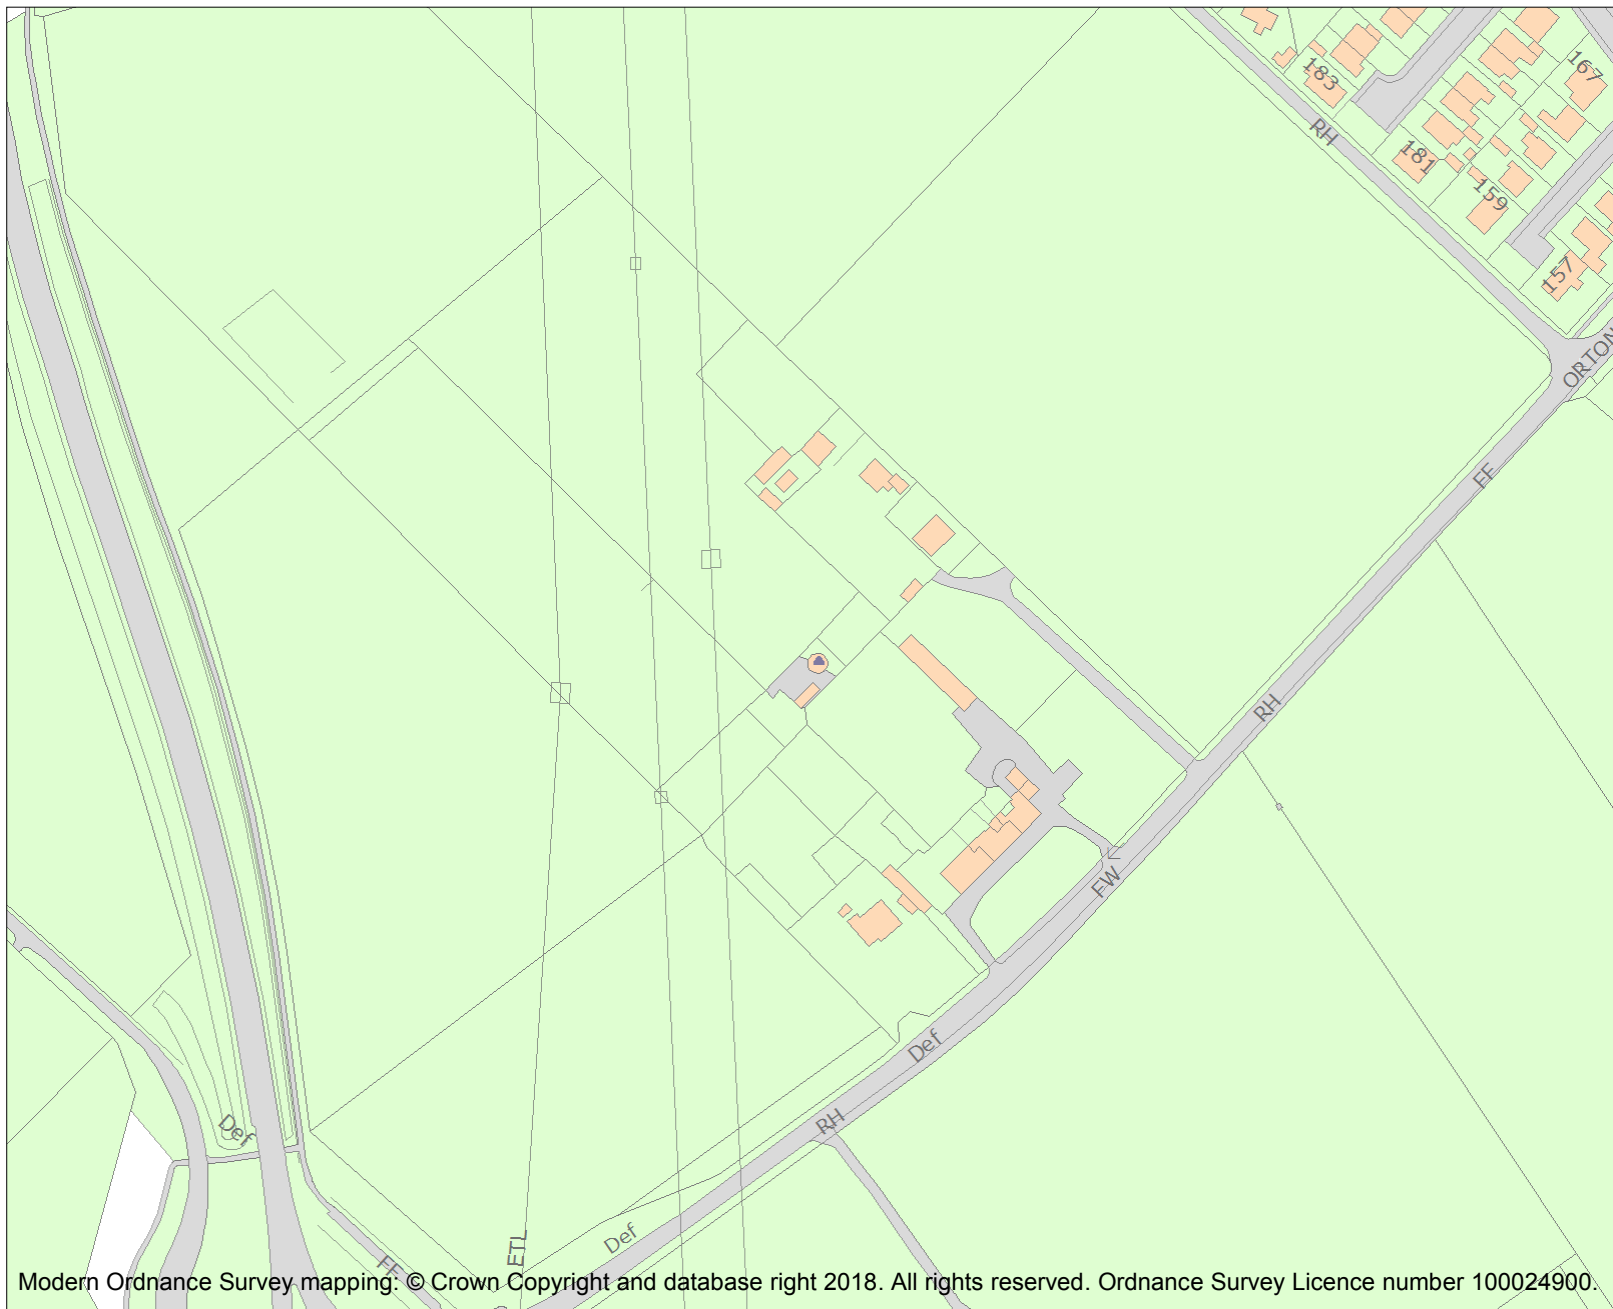 183
167
RH
181
159
157
ORTON
FF
RH
FW
Def
RH
Def
ETL
Def
FF
Modern Ordnance Survey mapping: © Crown Copyright and database right 2018. All rights reserved. Ordnance Survey Licence number 100024900.